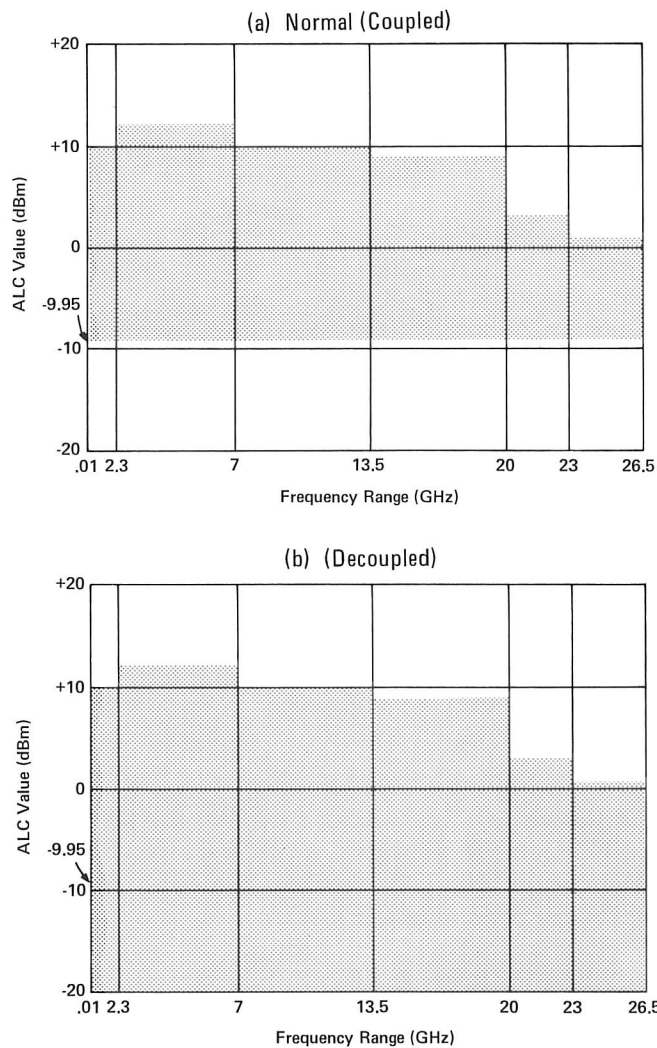 (a) Normal (Coupled)
+20
+10
0
-9.95
-10
-20
ALC Value (dBm)
.01 2.3 7 13.5 20 23 26.5
Frequency Range (GHz)
(b) (Decoupled)
+20
+10
0
-9.95
-10
-20
ALC Value (dBm)
.01 2.3 7 13.5 20 23 26.5
Frequency Range (GHz)